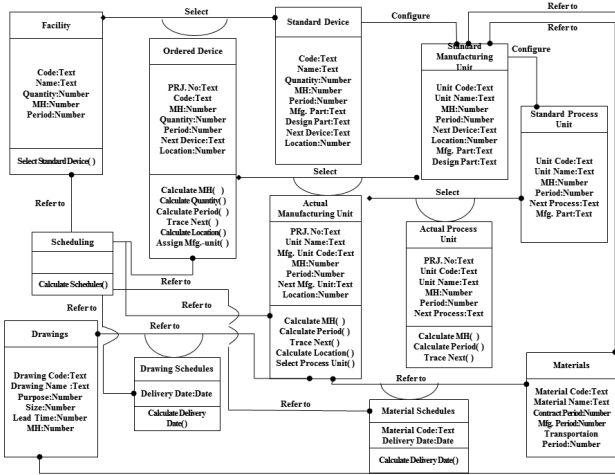 Select
Refer to
Facility
Code:Text
Name:Text
Quantity:Number
MH:Number
Period:Number
Select Standard Device( )
Ordered Device
PRJ. No:Text
Code:Text
MH:Number
Quantity:Number
Period:Number
Next Device:Text
Location:Number
Calculate MH( )
Calculate Quantity( )
Calculate Period( )
Trace Next( )
Calculate Location( )
Assign Mfg.-unit( )
Standard Device
Code:Text
Name:Text
Qunatity:Number
MH:Number
Period:Number
Mfg. Part:Text
Design Part:Text
Next Device:Text
Location:Number
Configure
Refer to
Standard
Manufacturing
Unit
Unit Code:Text
Unit Name:Text
MH:Number
Period:Number
Next Device:Text
Location:Number
Mfg. Part:Text
Design Part:Text
Configure
Standard Process
Unit
Unit Code:Text
Unit Name:Text
MH:Number
Period:Number
Next Process:Text
Mfg. Part:Text
Select
Select
Refer to
Scheduling
Calculate Schedules( )
Refer to
Actual
Manufacturing Unit
PRJ. No:Text
Unit Name:Text
Mfg. Unit Code:Text
MH:Number
Period:Number
Next Mfg. Unit:Text
Location:Number
Calculate MH( )
Calculate Period( )
Trace Next( )
Calculate Location( )
Select Process Unit( )
Actual Process
Unit
PRJ. No:Text
Unit Code:Text
Unit Name:Text
MH:Number
Period:Number
Next Process:Text
Calculate MH( )
Calculate Period( )
Trace Next( )
Refer to
Refer to
Drawings
Drawing Code:Text
Drawing Name :Text
Purpose:Number
Size:Number
Lead Time:Number
MH:Number
Drawing Schedules
Delivery Date:Date
Calculate Delivery
Date( )
Refer to
Refer to
Material Schedules
Material Code:Text
Delivery Date:Date
Calculate Delivery Date( )
Materials
Material Code:Text
Material Name:Text
Contract Period:Number
Mfg. Period:Number
Transportaion
Period:Number